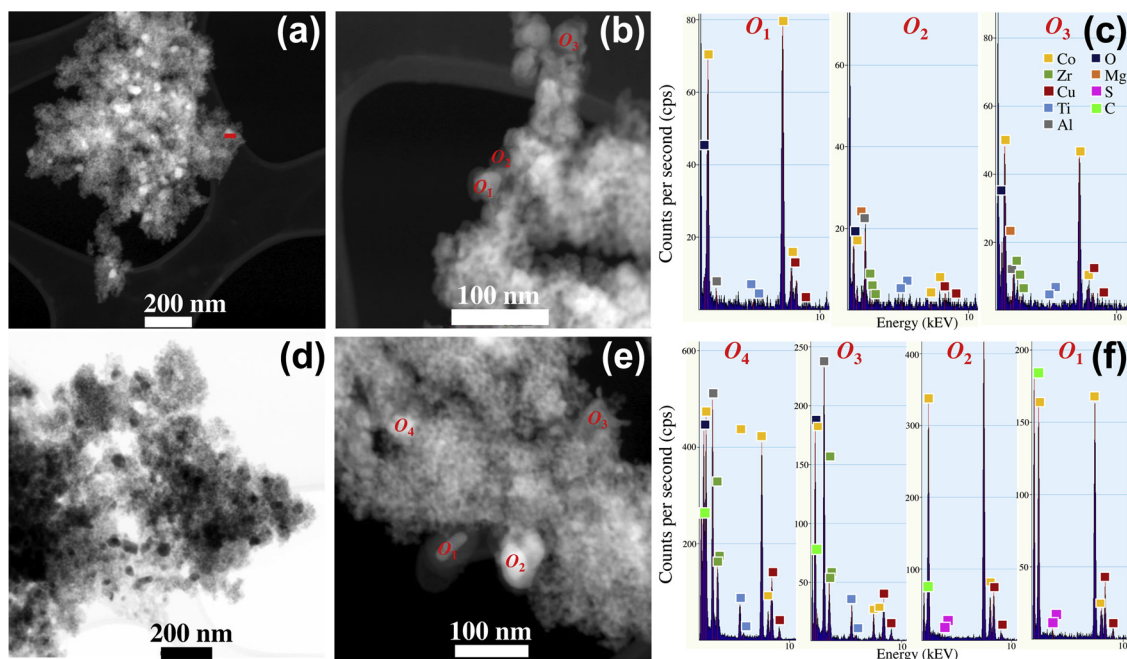 (a)
200 nm
(b)
O3
O2
O1
100 nm
(c)
O1
O2
O3
Co
Zr
Cu
Ti
Al
O
Mg
S
C
Counts per second (cps)
80
60
40
20
10
60
40
20
10
80
60
40
20
10
Energy (kEV)
(d)
200 nm
(e)
O4
O3
O1
O2
100 nm
(f)
O4
O3
O2
O1
Counts per second (cps)
600
400
200
10
250
200
150
100
50
400
300
200
100
200
150
100
50
10
Energy (kEV)